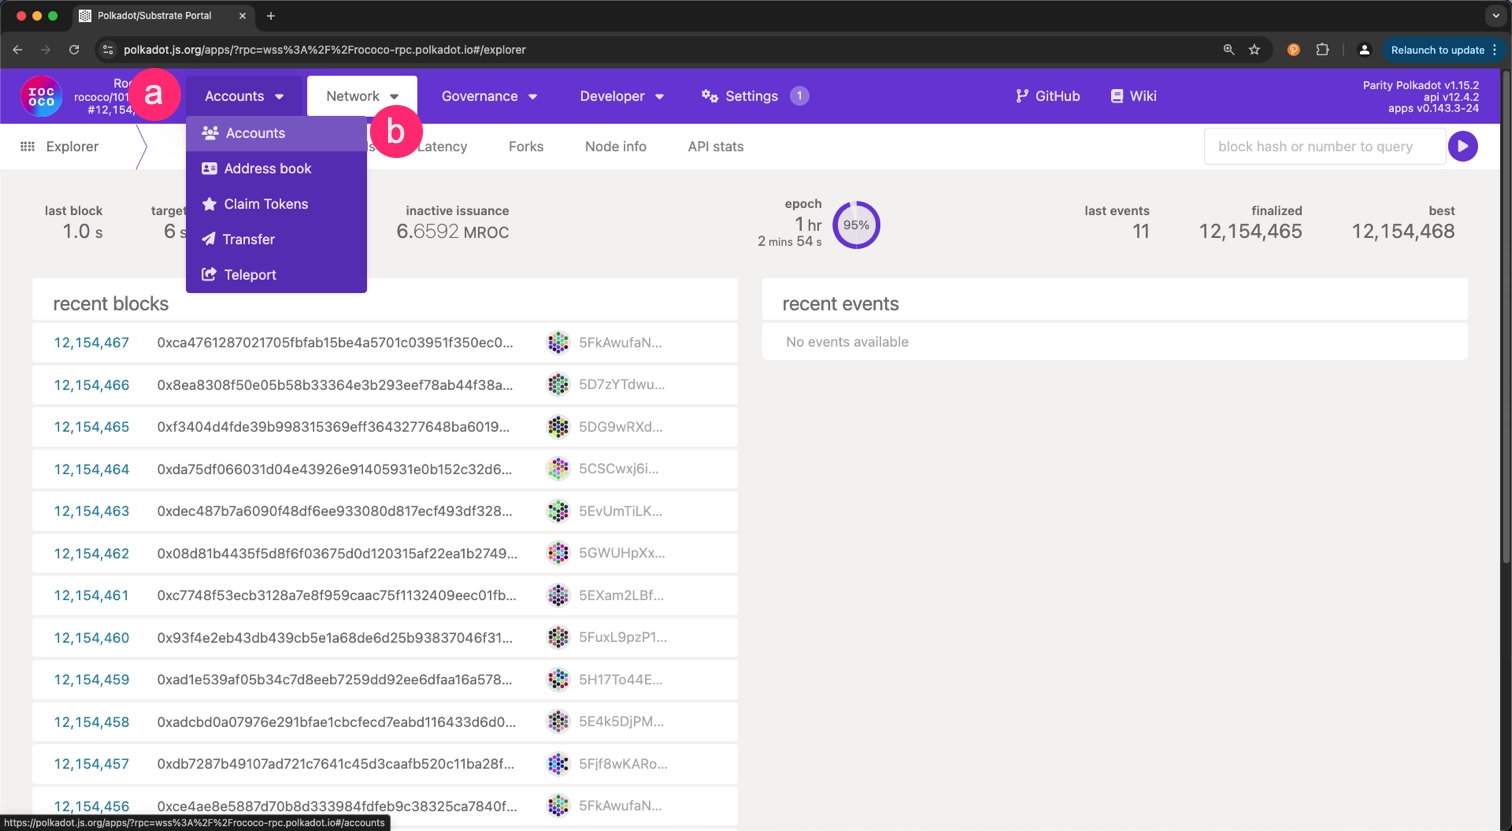 Polkadot/Substrate Portal
polkadot.js.org/apps/?rpc=wss%3A%2F%2Frococo-rpc.polkadot.io#/explorer
Relaunch to update
roc
oco
rococo/101
#12,154,
a
Accounts
Network
Governance
Developer
Settings
1
GitHub
Wiki
Parity Polkadot v1.15.2
api v12.4.2
apps v0.143.3-24
b
Explorer
Latency
Forks
Node info
API stats
block hash or number to query
Accounts
Address book
Claim Tokens
Transfer
Teleport
last block
1.0 s
target
6 s
inactive issuance
6.6592 MROC
epoch
1 hr
2 mins 54 s
95%
last events
11
finalized
12,154,465
best
12,154,468
recent blocks
12,154,467 0xca4761287021705fbfab15be4a5701c03951f350ec0... 5FkAwufaN...
12,154,466 0x8ea8308f50e05b58b33364e3b293eef78ab44f38a... 5D7zYTdwu...
12,154,465 0xf3404d4fde39b998315369eff3643277648ba6019... 5DG9wRXd...
12,154,464 0xda75df066031d04e43926e91405931e0b152c32d6... 5CSCwxj6i...
12,154,463 0xdec487b7a6090f48df6ee933080d817ecf493df328... 5EvUmTiLK...
12,154,462 0x08d81b4435f5d8f6f03675d0d120315af22ea1b2749... 5GWUHpXx...
12,154,461 0xc7748f53ecb3128a7e8f959caac75f1132409eec01fb... 5EXam2LBf...
12,154,460 0x93f4e2eb43db439cb5e1a68de6d25b93837046f31... 5FuxL9pzP1...
12,154,459 0xad1e539af05b34c7d8eeb7259dd92ee6dfaa16a578... 5H17To44E...
12,154,458 0xadcbd0a07976e291bfae1cbcfecd7eabd116433d6d0... 5E4k5DjPM...
12,154,457 0xdb7287b49107ad721c7641c45d3caafb520c11ba28f... 5Fjf8wKARo...
12,154,456 0xce4ae8e5887d70b8d333984fdfeb9c38325ca7840f... 5FkAwufaN...
recent events
No events available
https://polkadot.js.org/apps/?rpc=wss%3A%2F%2Frococo-rpc.polkadot.io#/accounts